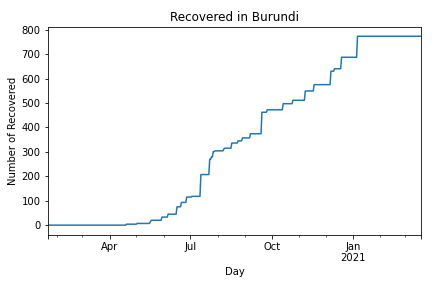 Recovered in Burundi
Number of Recovered
800
700
600
500
400
300
200
100
0
Apr
Jul
Oct
Jan
2021
Day